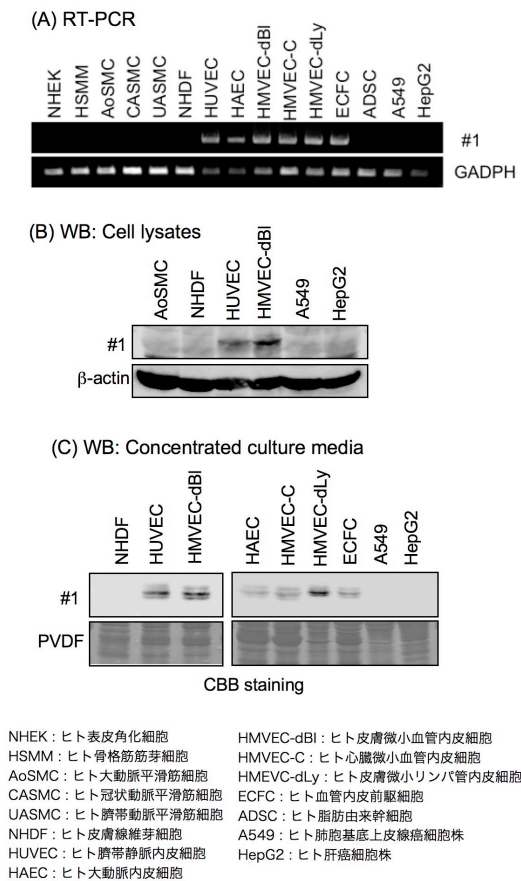 (A) RT-PCR
NHEK
HSMM
AoSMC
CASMC
UASMC
NHDF
HUVEC
HAEC
HMVEC-dBl
HMVEC-C
HMVEC-dLy
ECFC
ADSC
A549
HepG2
#1
GADPH
(B) WB: Cell lysates
AoSMC
NHDF
HUVEC
HMVEC-dBl
A549
HepG2
#1
β-actin
(C) WB: Concentrated culture media
NHDF
HUVEC
HMVEC-dBl
HAEC
HMVEC-C
HMVEC-dLy
ECFC
A549
HepG2
#1
PVDF
CBB staining
NHEK：ヒト表皮角化細胞
HSMM：ヒト骨格筋筋芽細胞
AoSMC：ヒト大動脈平滑筋細胞
CASMC：ヒト冠状動脈平滑筋細胞
UASMC：ヒト臍帯動脈平滑筋細胞
NHDF：ヒト皮膚線維芽細胞
HUVEC：ヒト臍帯静脈内皮細胞
HAEC：ヒト大動脈内皮細胞
HMVEC-dBl：ヒト皮膚微小血管内皮細胞
HMVEC-C：ヒト心臓微小血管内皮細胞
HMEVC-dLy：ヒト皮膚微小リンパ管内皮細胞
ECFC：ヒト血管内皮前駆細胞
ADSC：ヒト脂肪由来幹細胞
A549：ヒト肺胞基底上皮線癌細胞株
HepG2：ヒト肝癌細胞株